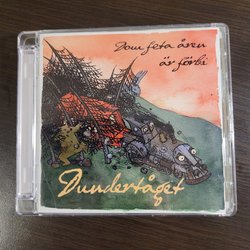 Dom feta åren
är förbi
Dundertåget